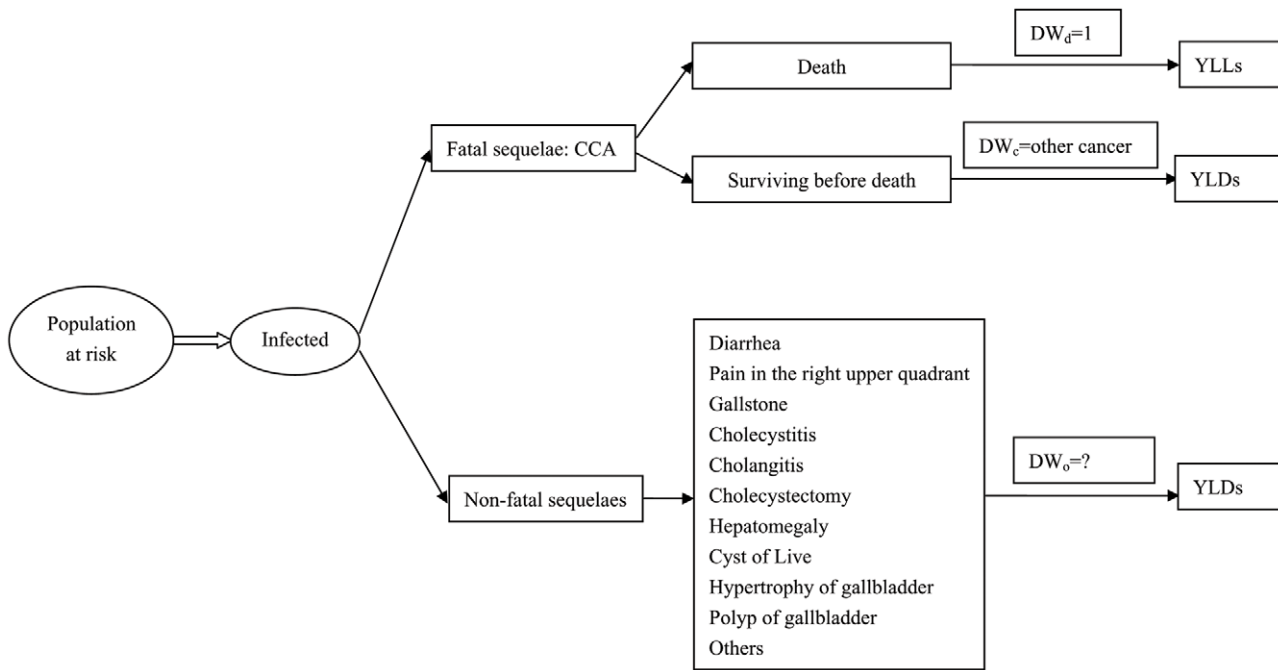 DWd=1
Death
YLLs
Fatal sequelae: CCA
DWc=other cancer
Surviving before death
YLDs
Population
at risk
Infected
Diarrhea
Pain in the right upper quadrant
Gallstone
Cholecystitis
Cholangitis
Cholecystectomy
Hepatomegaly
Cyst of Live
Hypertrophy of gallbladder
Polyp of gallbladder
Others
Non-fatal sequelaes
DWo=?
YLDs